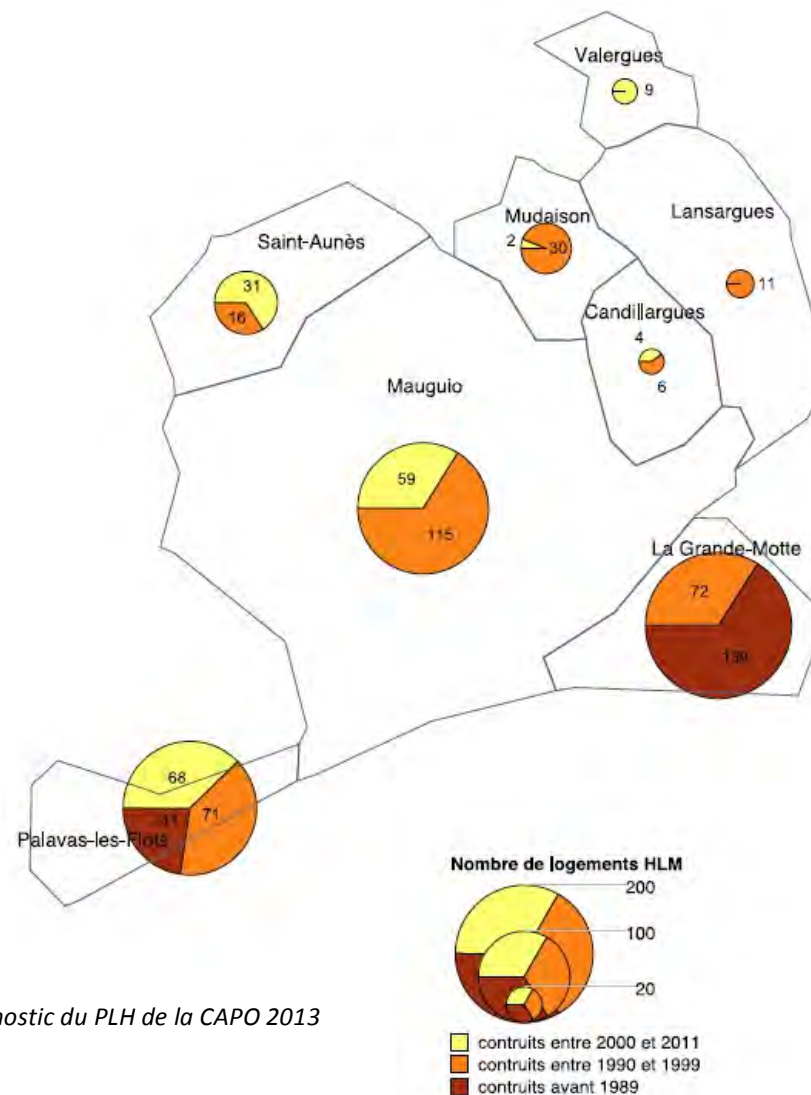 Valergues
9
Mudaison
2
30
Lansargues
11
Saint-Aunès
31
16
Candillargues
4
6
Mauguio
59
115
La Grande-Motte
72
139
68
71
41
Palavas-les-Flots
Nombre de logements HLM
200
100
20
nostic du PLH de la CAPO 2013
contruits entre 2000 et 2011
contruits entre 1990 et 1999
contruits avant 1989